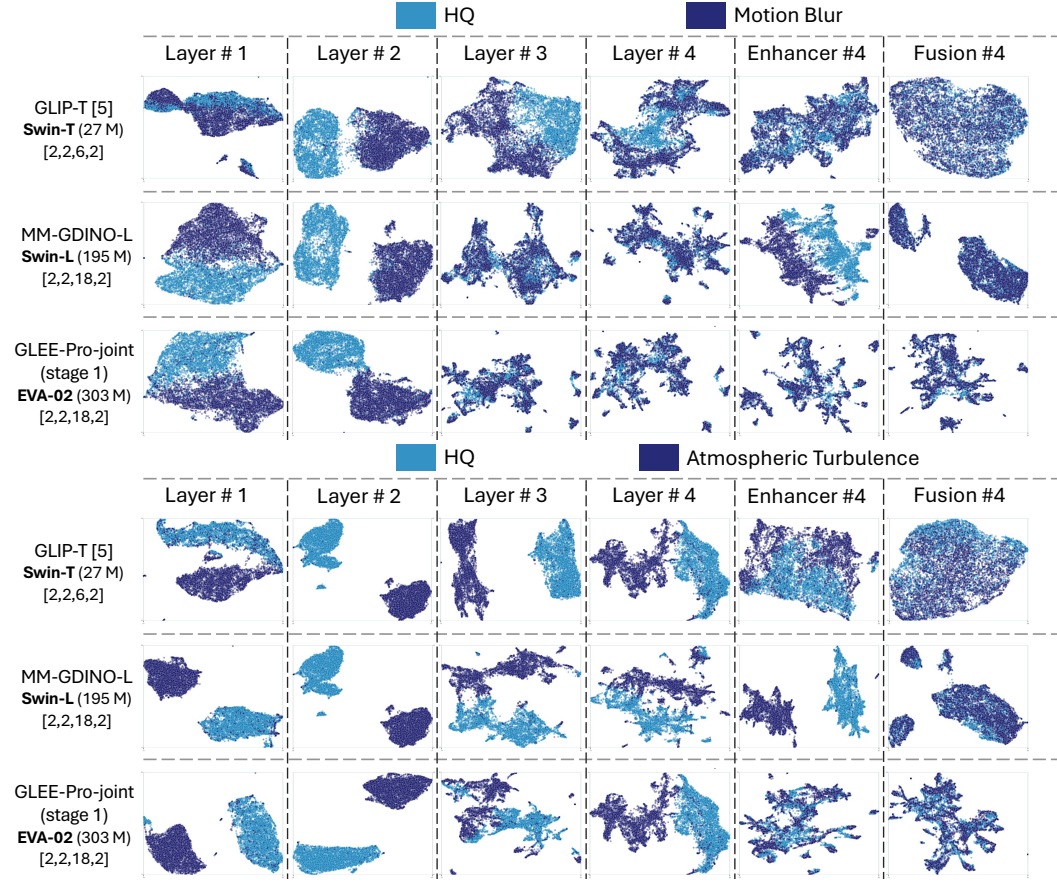 HQ Motion Blur
Layer # 1 Layer # 2 Layer # 3 Layer # 4 Enhancer #4 Fusion #4
GLIP-T [5]
Swin-T (27 M)
[2,2,6,2]
MM-GDINO-L
Swin-L (195 M)
[2,2,18,2]
GLEE-Pro-joint
(stage 1)
EVA-02 (303 M)
[2,2,18,2]
HQ Atmospheric Turbulence
Layer # 1 Layer # 2 Layer # 3 Layer # 4 Enhancer #4 Fusion #4
GLIP-T [5]
Swin-T (27 M)
[2,2,6,2]
MM-GDINO-L
Swin-L (195 M)
[2,2,18,2]
GLEE-Pro-joint
(stage 1)
EVA-02 (303 M)
[2,2,18,2]